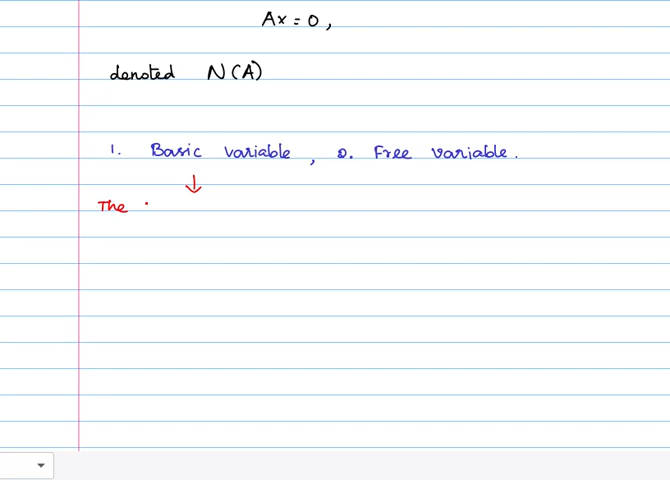 Ax = 0,
denoted N(A)
1. Basic variable, 2. Free variable.
The